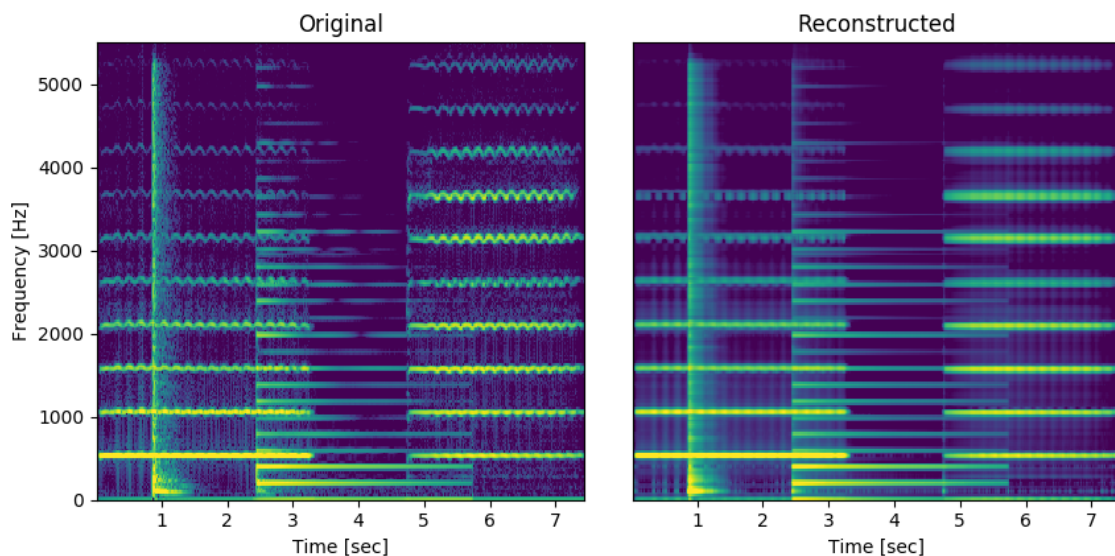 Original
Reconstructed
5000
4000
3000
2000
1000
0
Frequency [Hz]
1 2 3 4 5 6 7
1 2 3 4 5 6 7
Time [sec]
Time [sec]